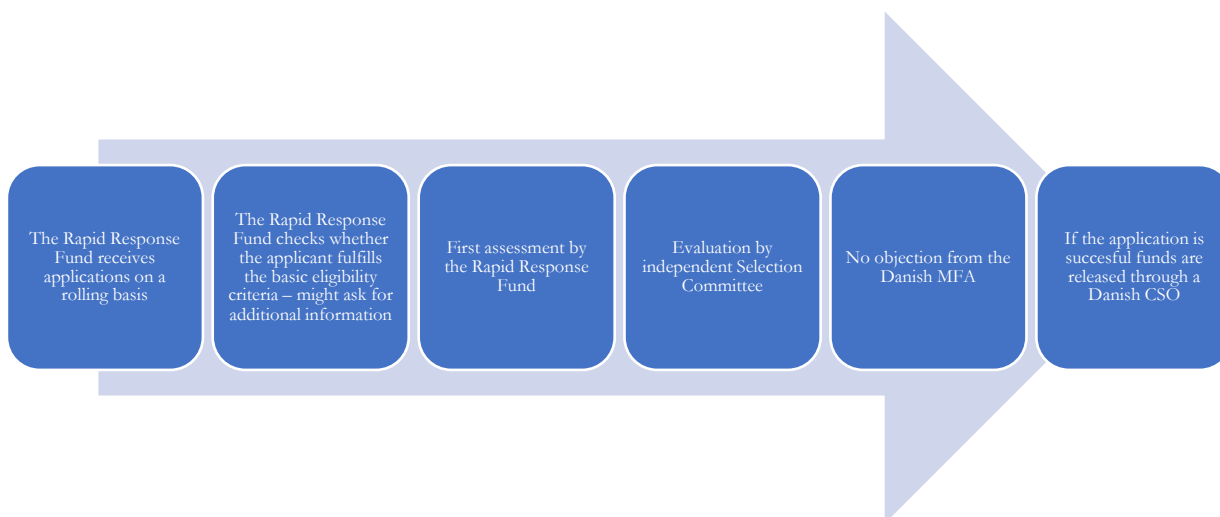 The Rapid Response
Fund receives
applications on a
rolling basis
The Rapid Response
Fund checks whether
the applicant fulfills
the basic eligibility
criteria – might ask for
additional information
First assessment by
the Rapid Response
Fund
Evaluation by
independent Selection
Committee
No objection from the
Danish MFA
If the application is
succesful funds are
released through a
Danish CSO